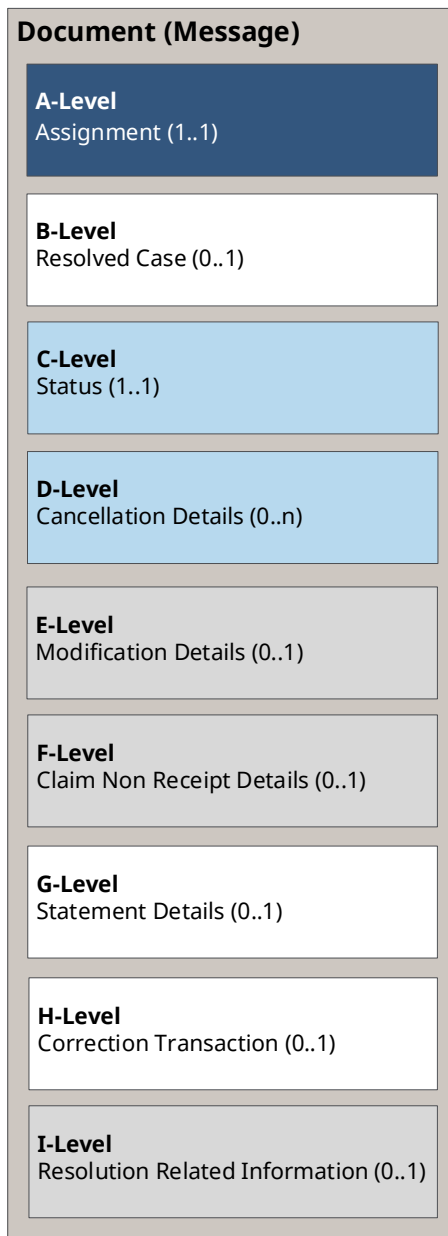 Document (Message)
A-Level
Assignment (1..1)
B-Level
Resolved Case (0..1)
C-Level
Status (1..1)
D-Level
Cancellation Details (0..n)
E-Level
Modification Details (0..1)
F-Level
Claim Non Receipt Details (0..1)
G-Level
Statement Details (0..1)
H-Level
Correction Transaction (0..1)
I-Level
Resolution Related Information (0..1)